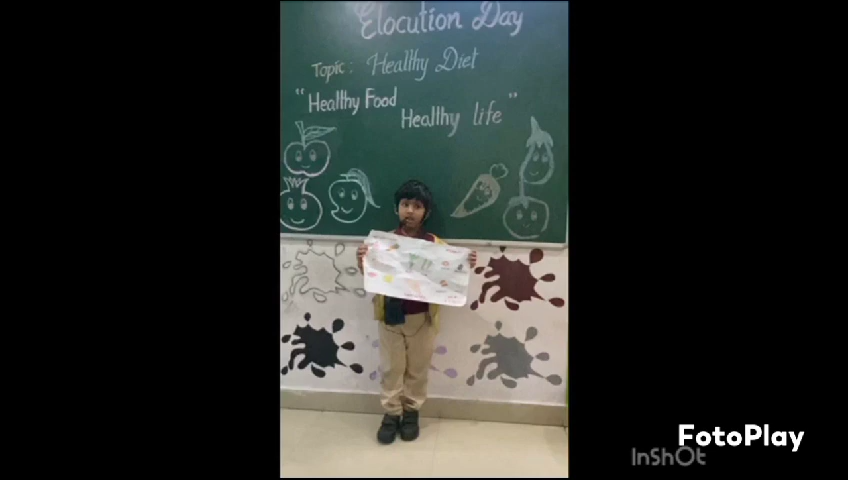 Elocution Day
Topic: Healthy Diet
"Healthy Food
Healthy life"
FotoPlay
InShOt